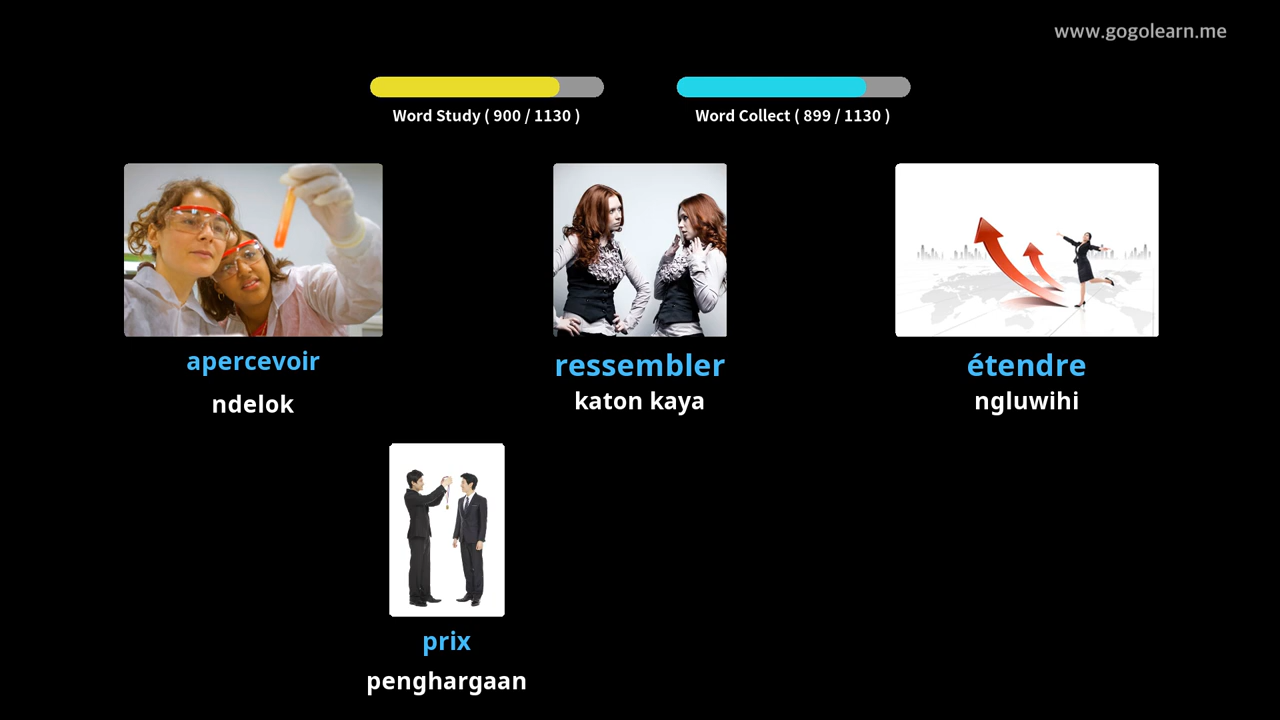 www.gogolearn.me
Word Study ( 900 / 1130 )
Word Collect ( 899 / 1130 )
apercevoir
ndelok
ressembler
katon kaya
étendre
ngluwihi
prix
penghargaan